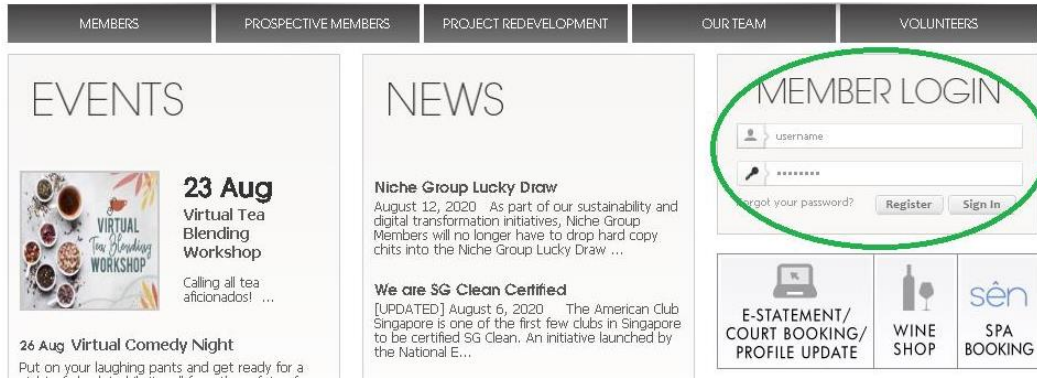 MEMBERS
PROSPECTIVE MEMBERS
PROJECT REDEVELOPMENT
OUR TEAM
VOLUNTEERS
EVENTS
VIRTUAL
Tea Blending
WORKSHOP
23 Aug
Virtual Tea
Blending
Workshop
Calling all tea
aficionados! ...
26 Aug Virtual Comedy Night
Put on your laughing pants and get ready for a
NEWS
Niche Group Lucky Draw
August 12, 2020 As part of our sustainability and
digital transformation initiatives, Niche Group
Members will no longer have to drop hard copy
chits into the Niche Group Lucky Draw ...
We are SG Clean Certified
[UPDATED] August 6, 2020 The American Club
Singapore is one of the first few clubs in Singapore
to be certified SG Clean. An initiative launched by
the National E...
MEMBER LOGIN
username
••••••••
Forgot your password?
Register
Sign In
E-STATEMENT/
COURT BOOKING/
PROFILE UPDATE
WINE
SHOP
sên
SPA
BOOKING